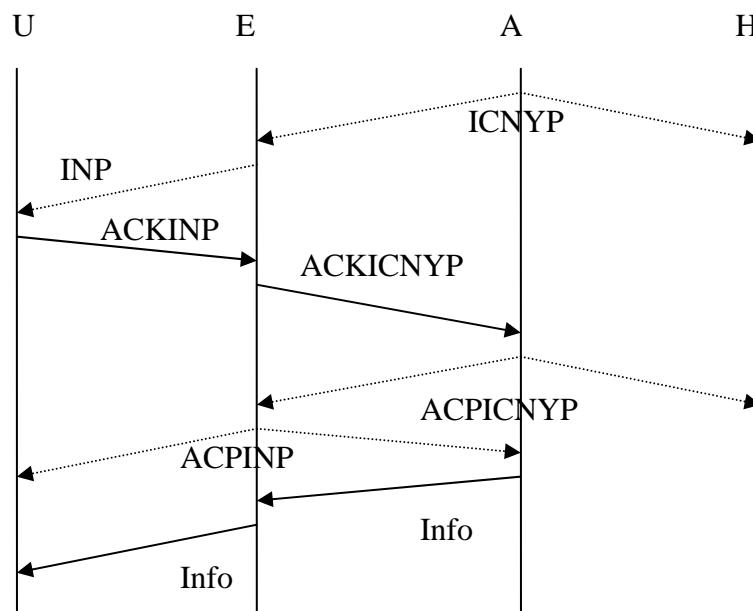 U E A H
ICNYP
INP
ACKINP
ACKICNYP
ACPICNYP
ACPINP
Info
Info